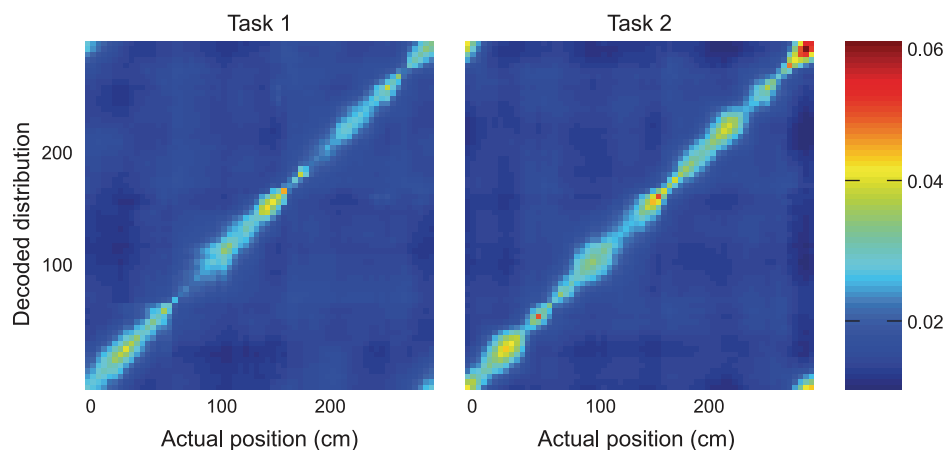 Task 1
Task 2
Decoded distribution
200
100
0
100
200
0
100
200
Actual position (cm)
Actual position (cm)
0.06
0.04
0.02